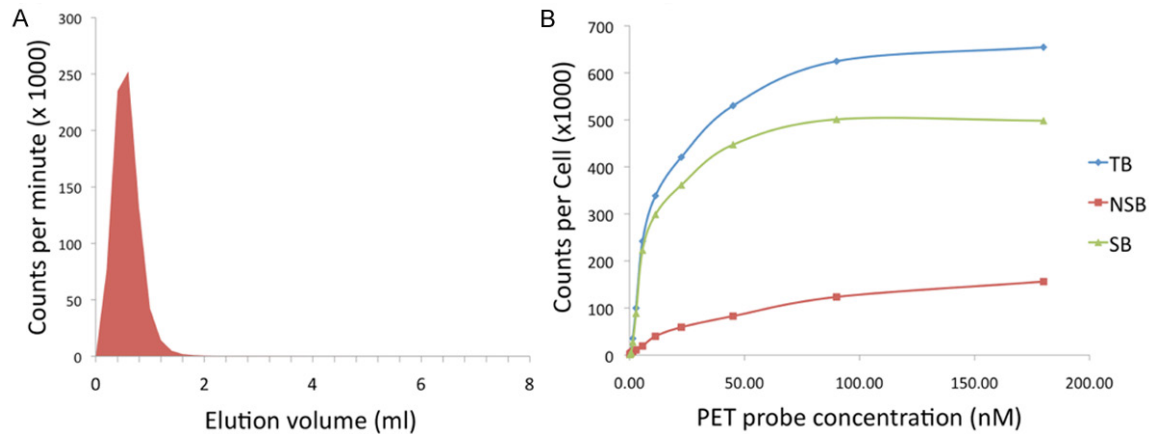 A
Counts per minute (x 1000)
300
250
200
150
100
50
0
0 2 4 6 8
Elution volume (ml)
B
Counts per Cell (x1000)
700
600
500
400
300
200
100
0
0.00 50.00 100.00 150.00 200.00
PET probe concentration (nM)
TB
NSB
SB